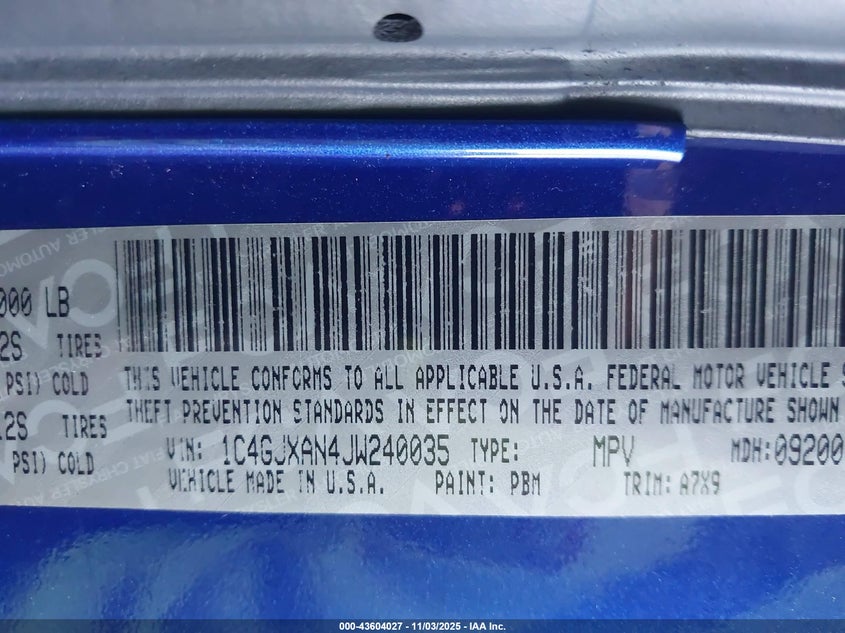 000 LB
2S TIRES
PSI) COLD
12S TIRES
PSI) COLD
THIS VEHICLE CONFORMS TO ALL APPLICABLE U.S.A. FEDERAL MOTOR VEHICLE S
THEFT PREVENTION STANDARDS IN EFFECT ON THE DATE OF MANUFACTURE SHOWN
VIN: 1C4GJXAN4JW240035 TYPE: MPV MDH:09200
VEHICLE MADE IN U.S.A. PAINT: PBM TRIM: A7X9
000-43604027 - 11/03/2025 - IAA Inc.